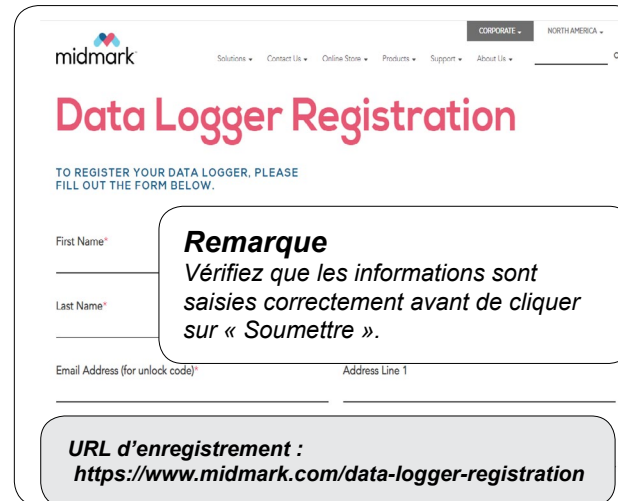 CORPORATE
NORTH AMERICA
midmark
Solutions
Contact Us
Online Store
Products
Support
About Us
Data Logger Registration
TO REGISTER YOUR DATA LOGGER, PLEASE
FILL OUT THE FORM BELOW.
First Name*
Remarque
Vérifiez que les informations sont
saisies correctement avant de cliquer
sur « Soumettre ».
Last Name*
Email Address (for unlock code)*
Address Line 1
URL d’enregistrement :
https://www.midmark.com/data-logger-registration